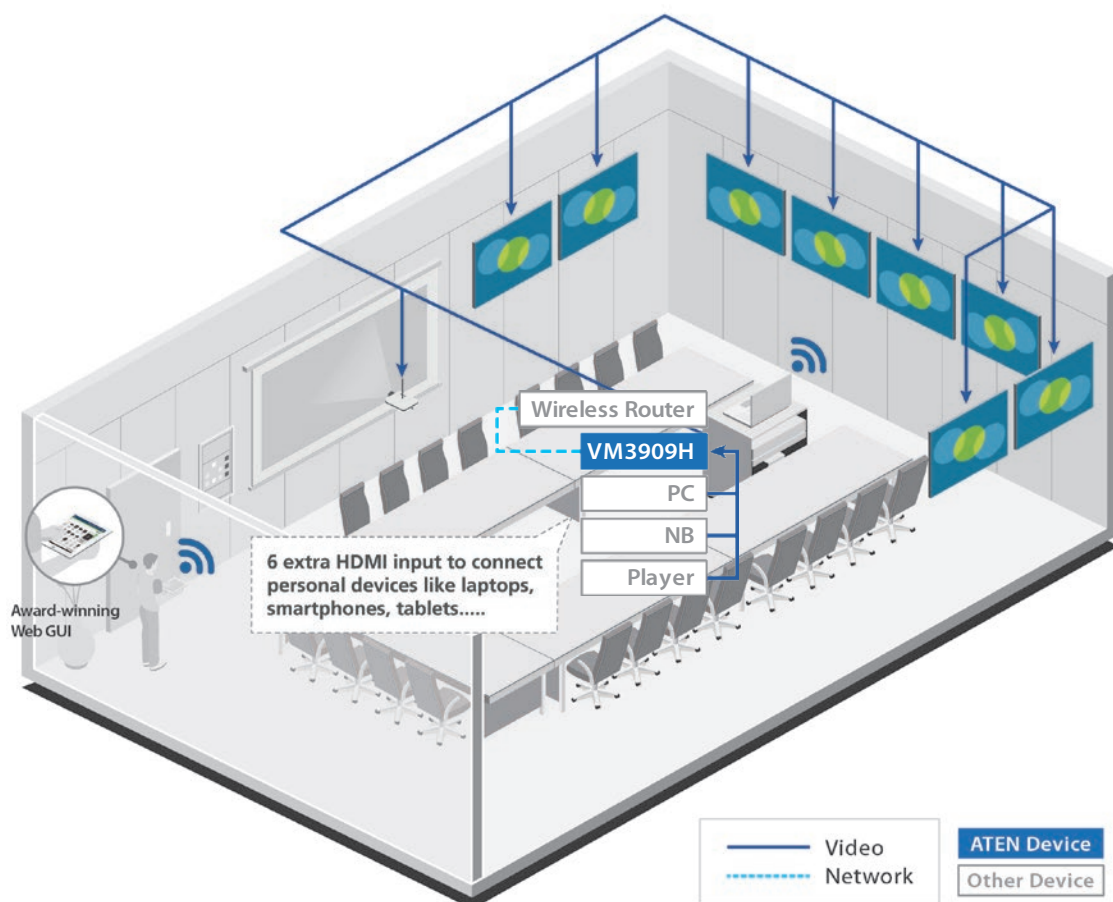 Wireless Router
VM3909H
PC
NB
Player
6 extra HDMI input to connect
personal devices like laptops,
smartphones, tablets.....
Award-winning
Web GUI
Video
Network
ATEN Device
Other Device